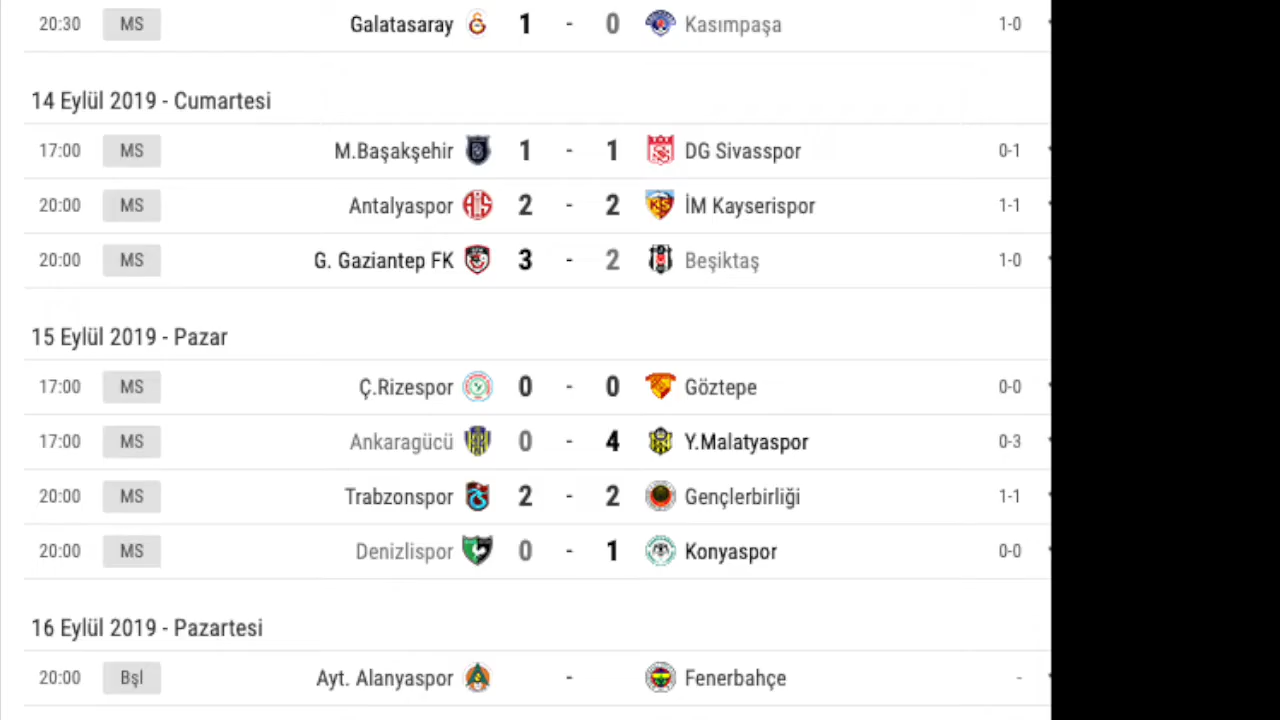 20:30 MS Galatasaray 1 - 0 Kasımpaşa 1-0
14 Eylül 2019 - Cumartesi
17:00 MS M.Başakşehir 1 - 1 DG Sivasspor 0-1
20:00 MS Antalyaspor 2 - 2 İM Kayserispor 1-1
20:00 MS G. Gaziantep FK 3 - 2 Beşiktaş 1-0
15 Eylül 2019 - Pazar
17:00 MS Ç.Rizespor 0 - 0 Göztepe 0-0
17:00 MS Ankaragücü 0 - 4 Y.Malatyaspor 0-3
20:00 MS Trabzonspor 2 - 2 Gençlerbirliği 1-1
20:00 MS Denizlispor 0 - 1 Konyaspor 0-0
16 Eylül 2019 - Pazartesi
20:00 Bşl Ayt. Alanyaspor - Fenerbahçe -